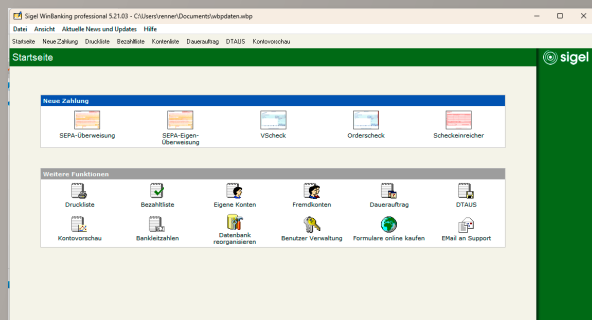 Sigel WinBanking professional 5.21.03 - C:\Users\renner\Documents\wbpdaten.wbp
Datei Ansicht Aktuelle News und Updates Hilfe
Startseite Neue Zahlung Druckliste Bezahlliste Kontenliste Dauerauftrag DTAUS Kontovorschau
Startseite
sigel
Neue Zahlung
SEPA-Überweisung
SEPA-Eigen-
Überweisung
VScheck
Orderscheck
Scheckeinreicher
Weitere Funktionen
Druckliste
Bezahlliste
Eigene Konten
Fremdkonten
Dauerauftrag
DTAUS
Kontovorschau
Bankleitzahlen
Datenbank
reorganisieren
Benutzer Verwaltung
Formulare online kaufen
EMail an Support